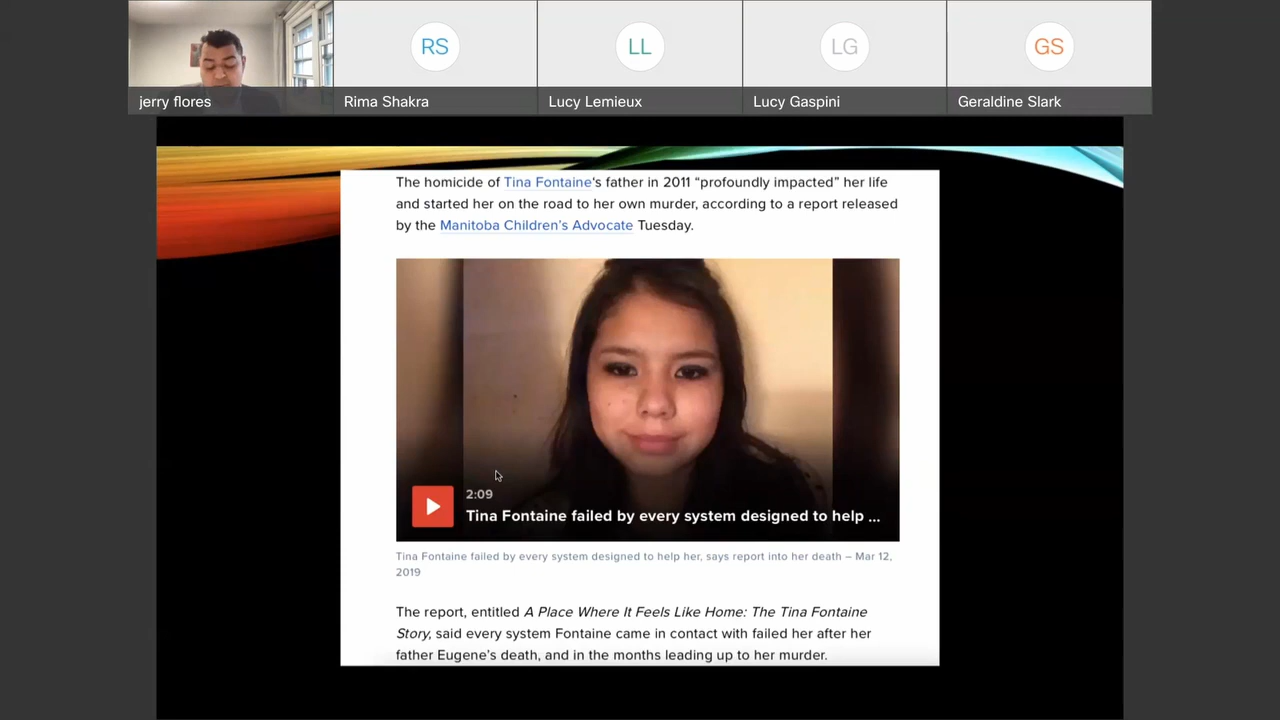 RS
LL
LG
GS
jerry flores
Rima Shakra
Lucy Lemieux
Lucy Gaspini
Geraldine Slark
The homicide of Tina Fontaine‘s father in 2011 “profoundly impacted” her life
and started her on the road to her own murder, according to a report released
by the Manitoba Children’s Advocate Tuesday.
2:09
Tina Fontaine failed by every system designed to help ...
Tina Fontaine failed by every system designed to help her, says report into her death – Mar 12,
2019
The report, entitled A Place Where It Feels Like Home: The Tina Fontaine
Story, said every system Fontaine came in contact with failed her after her
father Eugene’s death, and in the months leading up to her murder.